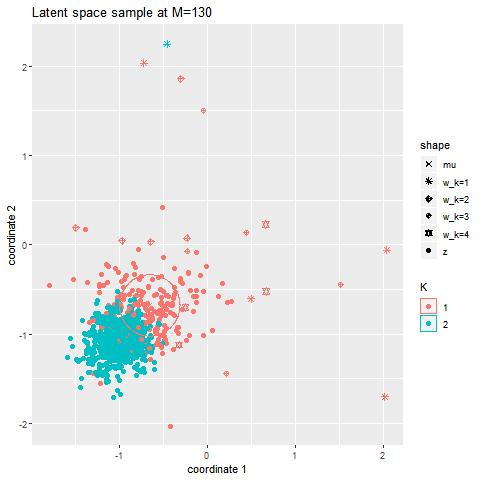 Latent space sample at M=130
2
1
0
-1
-2
coordinate 2
-1
0
1
2
coordinate 1
shape
mu
w_k=1
w_k=2
w_k=3
w_k=4
z
K
1
2